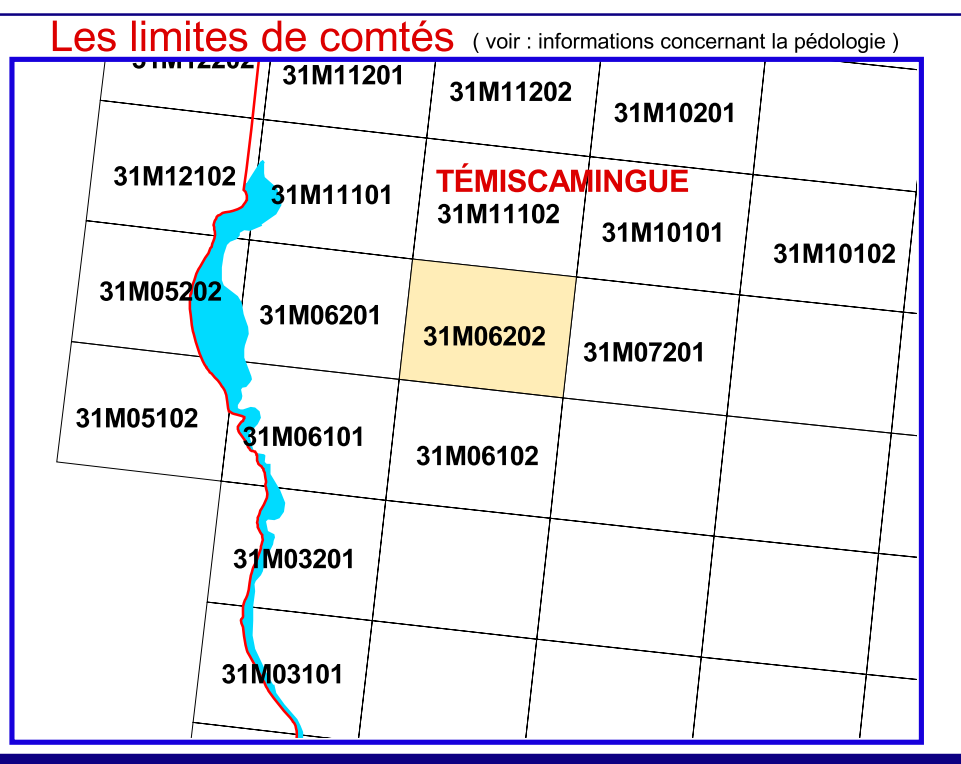 Les limites de comtés ( voir : informations concernant la pédologie )
31M12202
31M11201
31M11202
31M10201
31M12102
31M11101
TÉMISCAMINGUE
31M11102
31M10101
31M10102
31M05202
31M06201
31M06202
31M07201
31M05102
31M06101
31M06102
31M03201
31M03101